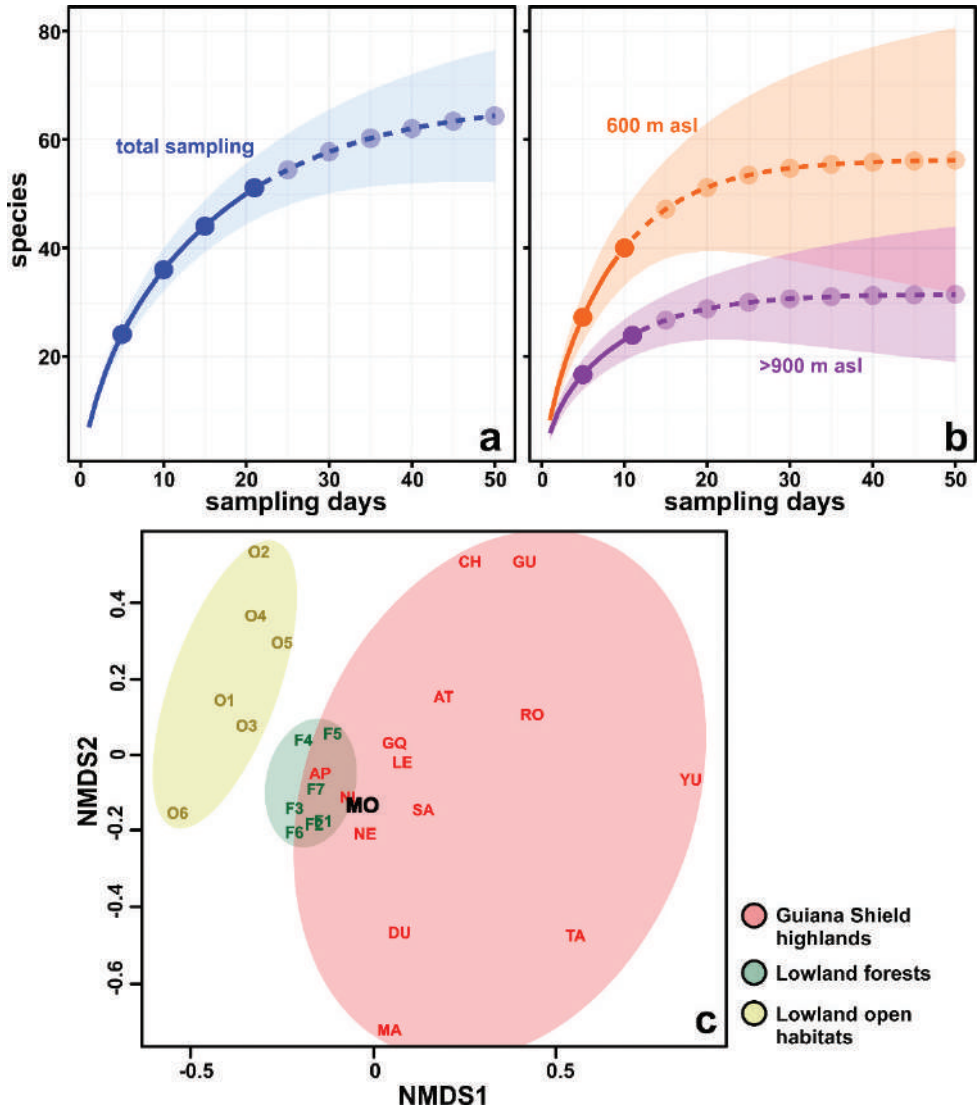 80
60
40
20
species
total sampling
a
0
10
20
30
40
50
sampling days
600 m asl
>900 m asl
b
0
10
20
30
40
50
sampling days
0.4
0.2
0
-0.2
-0.4
-0.6
NMDS2
O2
O4
O5
O1
O3
O6
CH GU
AT
RO
F4 F5
GQ
LE
AP
F7
YU
MO
F3
SA
F6 F2 F1
NE
DU
TA
MA
c
-0.5
0
0.5
NMDS1
Guiana Shield
highlands
Lowland forests
Lowland open
habitats